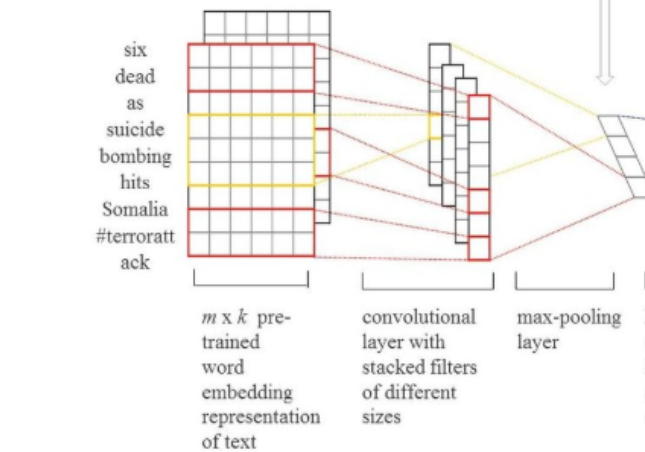 six
dead
as
suicide
bombing
hits
Somalia
#terroratt
ack
m x k pre-
trained
word
embedding
representation
of text
convolutional
layer with
stacked filters
of different
sizes
max-pooling
layer